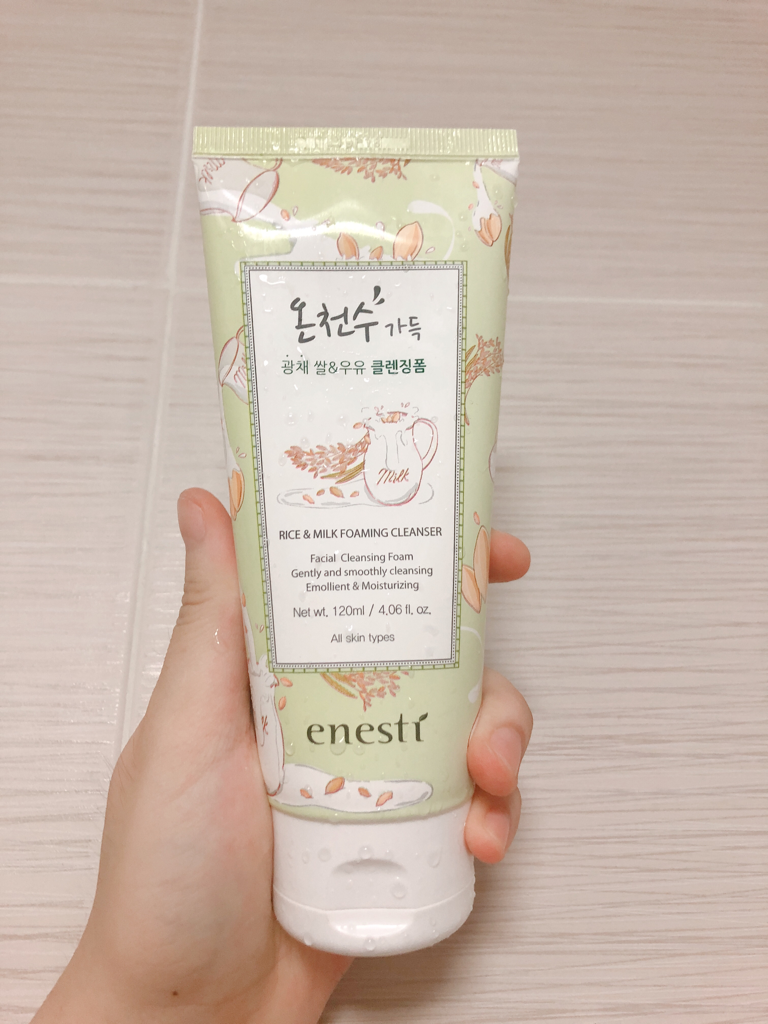 온천수 가득
광채 쌀&우유 클렌징폼
Milk
RICE & MILK FOAMING CLEANSER
Facial Cleansing Foam
Gently and smoothly cleansing
Emollient & Moisturizing
Net wt. 120ml / 4.06 fl. oz.
All skin types
enesti